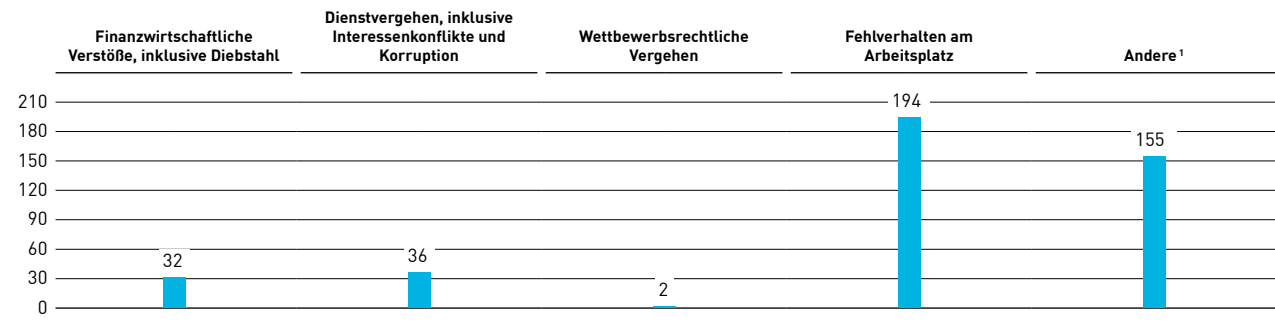 Finanzwirtschaftliche
Verstöße, inklusive Diebstahl
Dienstvergehen, inklusive
Interessenkonflikte und
Korruption
Wettbewerbsrechtliche
Vergehen
Fehlverhalten am
Arbeitsplatz
Andere¹
210
180
150
120
90
60
30
0
32
36
2
194
155